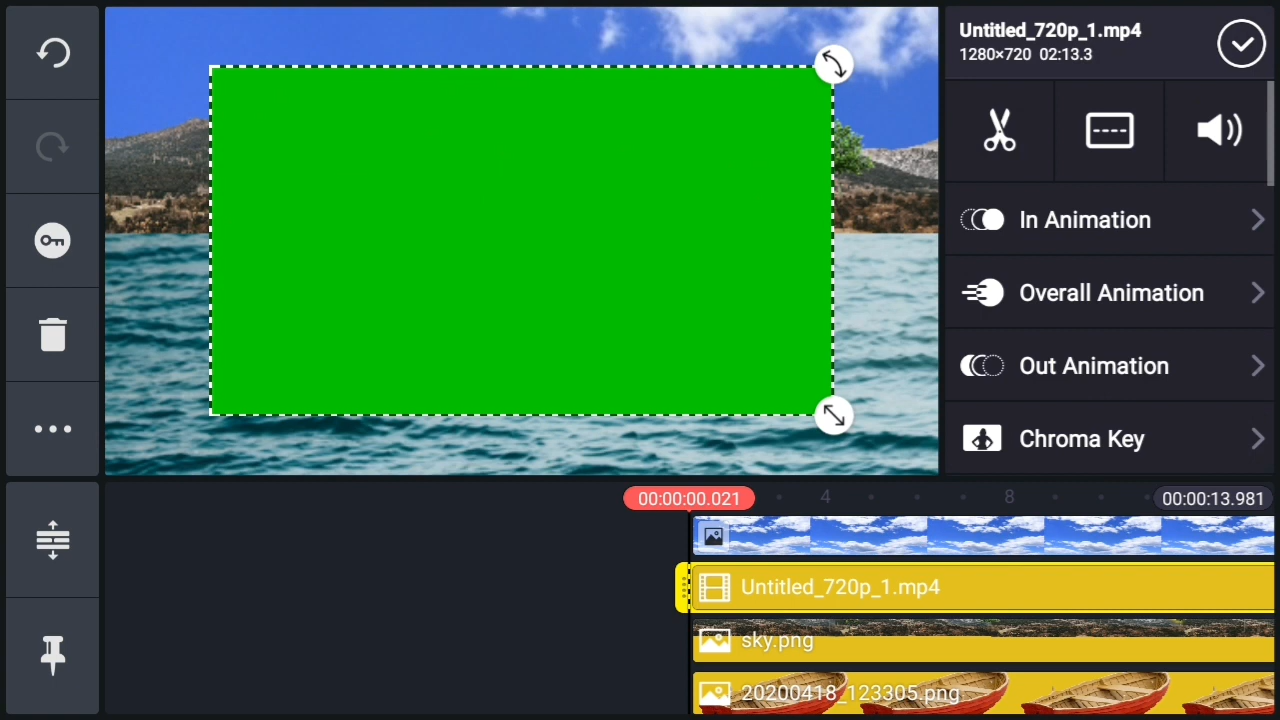 Untitled_720p_1.mp4
1280×720 02:13.3
In Animation
Overall Animation
Out Animation
Chroma Key
00:00:00.021
4
8
00:00:13.981
Untitled_720p_1.mp4
sky.png
20200418_123305.png